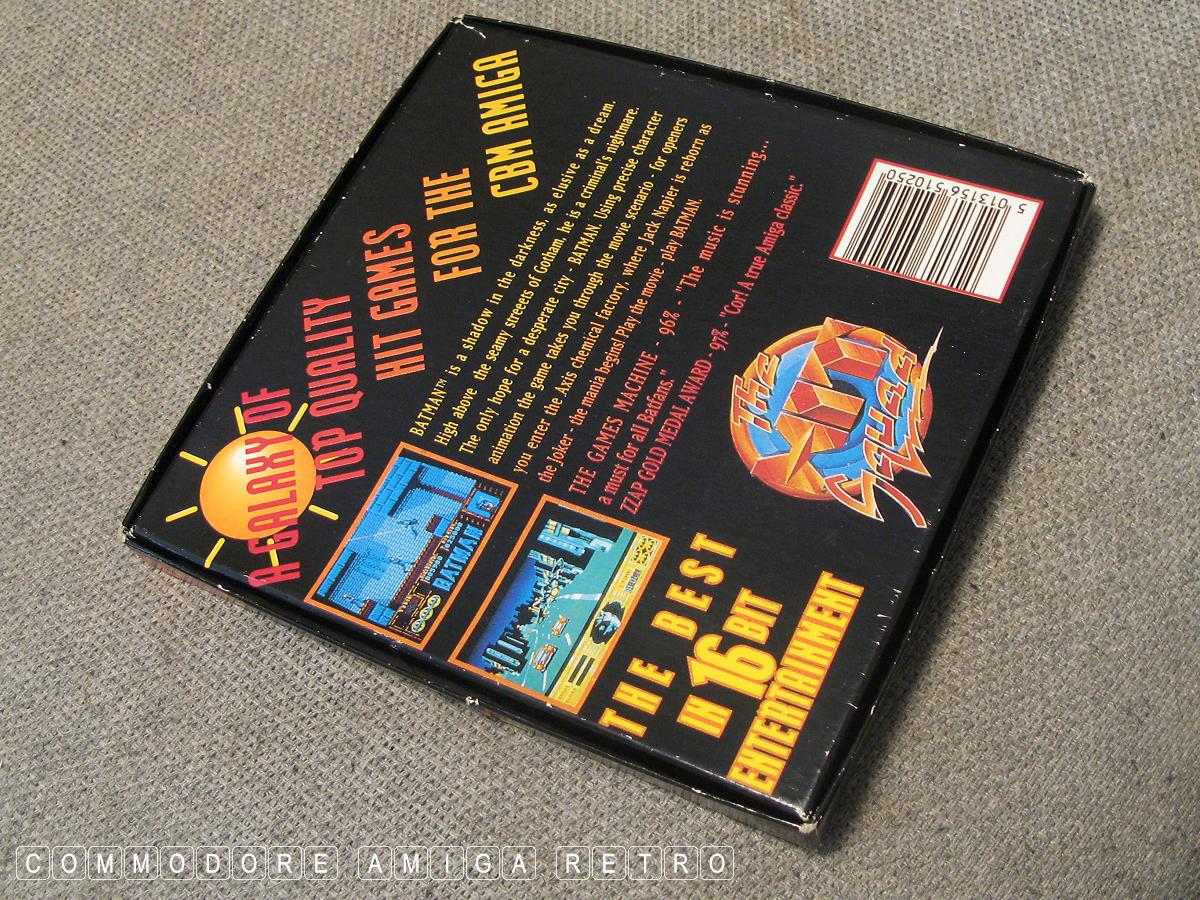 A GALAXY OF
TOP QUALITY
HIT GAMES
FOR THE
CBM AMIGA
BATMAN™ is a shadow in the darkness, as elusive as a dream.
High above the seamy streeets of Gotham, he is a criminal's nightmare.
The only hope for a desperate city - BATMAN. Using precise character
animation the game takes you through the movie scenario - for openers
you enter the Axis chemical factory, where Jack Napier is reborn as
the Joker - the mania begins! Play the movie - play BATMAN.
THE GAMES MACHINE - 96% - "The music is stunning...
a must for all Batfans."
ZZAP GOLD MEDAL AWARD - 97% - "Cor! A true Amiga classic."
BATMAN
THE BEST
IN 16 BIT
ENTERTAINMENT
The
Squad
5 013156 510250
COMMODORE AMIGA RETRO